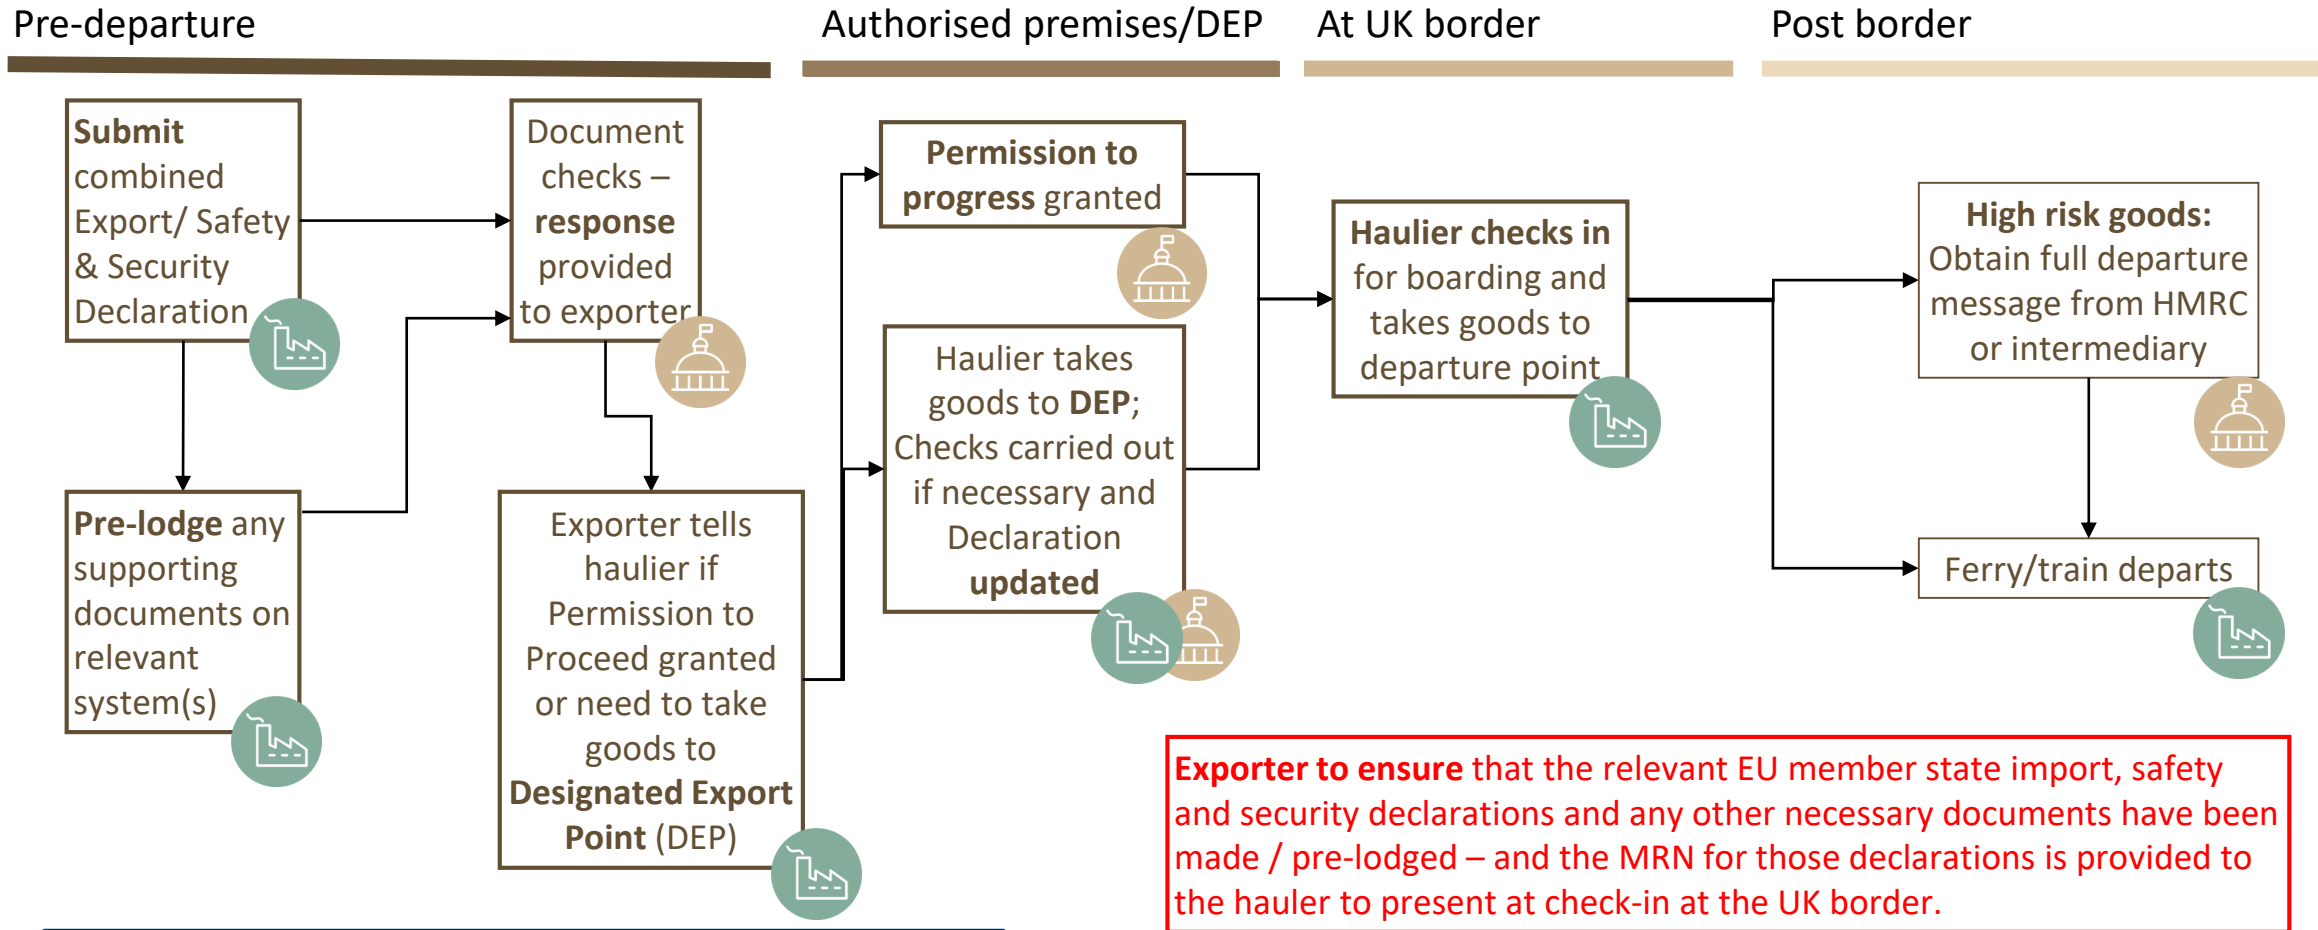 Pre-departure
Authorised premises/DEP
At UK border
Post border
Submit
combined
Export/ Safety
& Security
Declaration
Document
checks –
response
provided
to exporter
Pre-lodge any
supporting
documents on
relevant
system(s)
Exporter tells
haulier if
Permission to
Proceed granted
or need to take
goods to
Designated Export
Point (DEP)
Permission to
progress granted
Haulier takes
goods to DEP;
Checks carried out
if necessary and
Declaration
updated
Haulier checks in
for boarding and
takes goods to
departure point
High risk goods:
Obtain full departure
message from HMRC
or intermediary
Ferry/train departs
Exporter to ensure that the relevant EU member state import, safety
and security declarations and any other necessary documents have been
made / pre-lodged – and the MRN for those declarations is provided to
the hauler to present at check-in at the UK border.